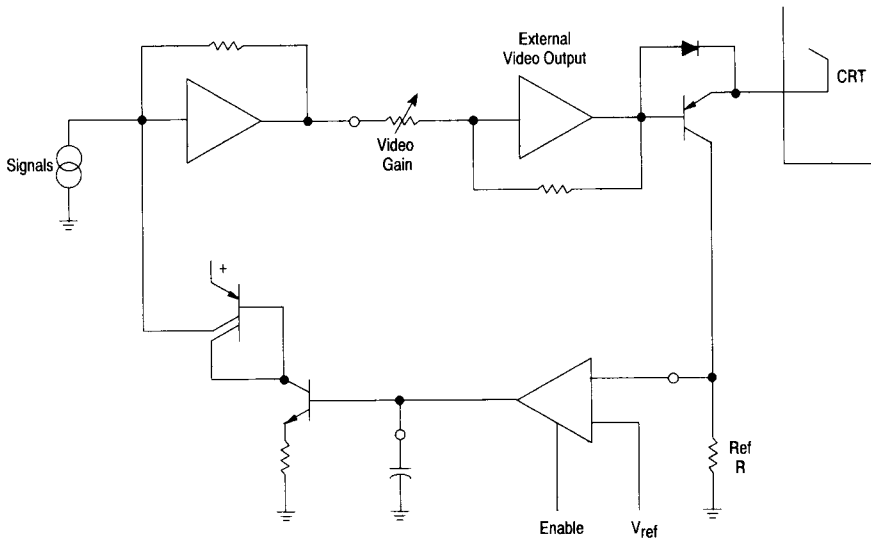 External
Video Output
CRT
Signals
Video
Gain
+
Ref
R
Enable
Vref